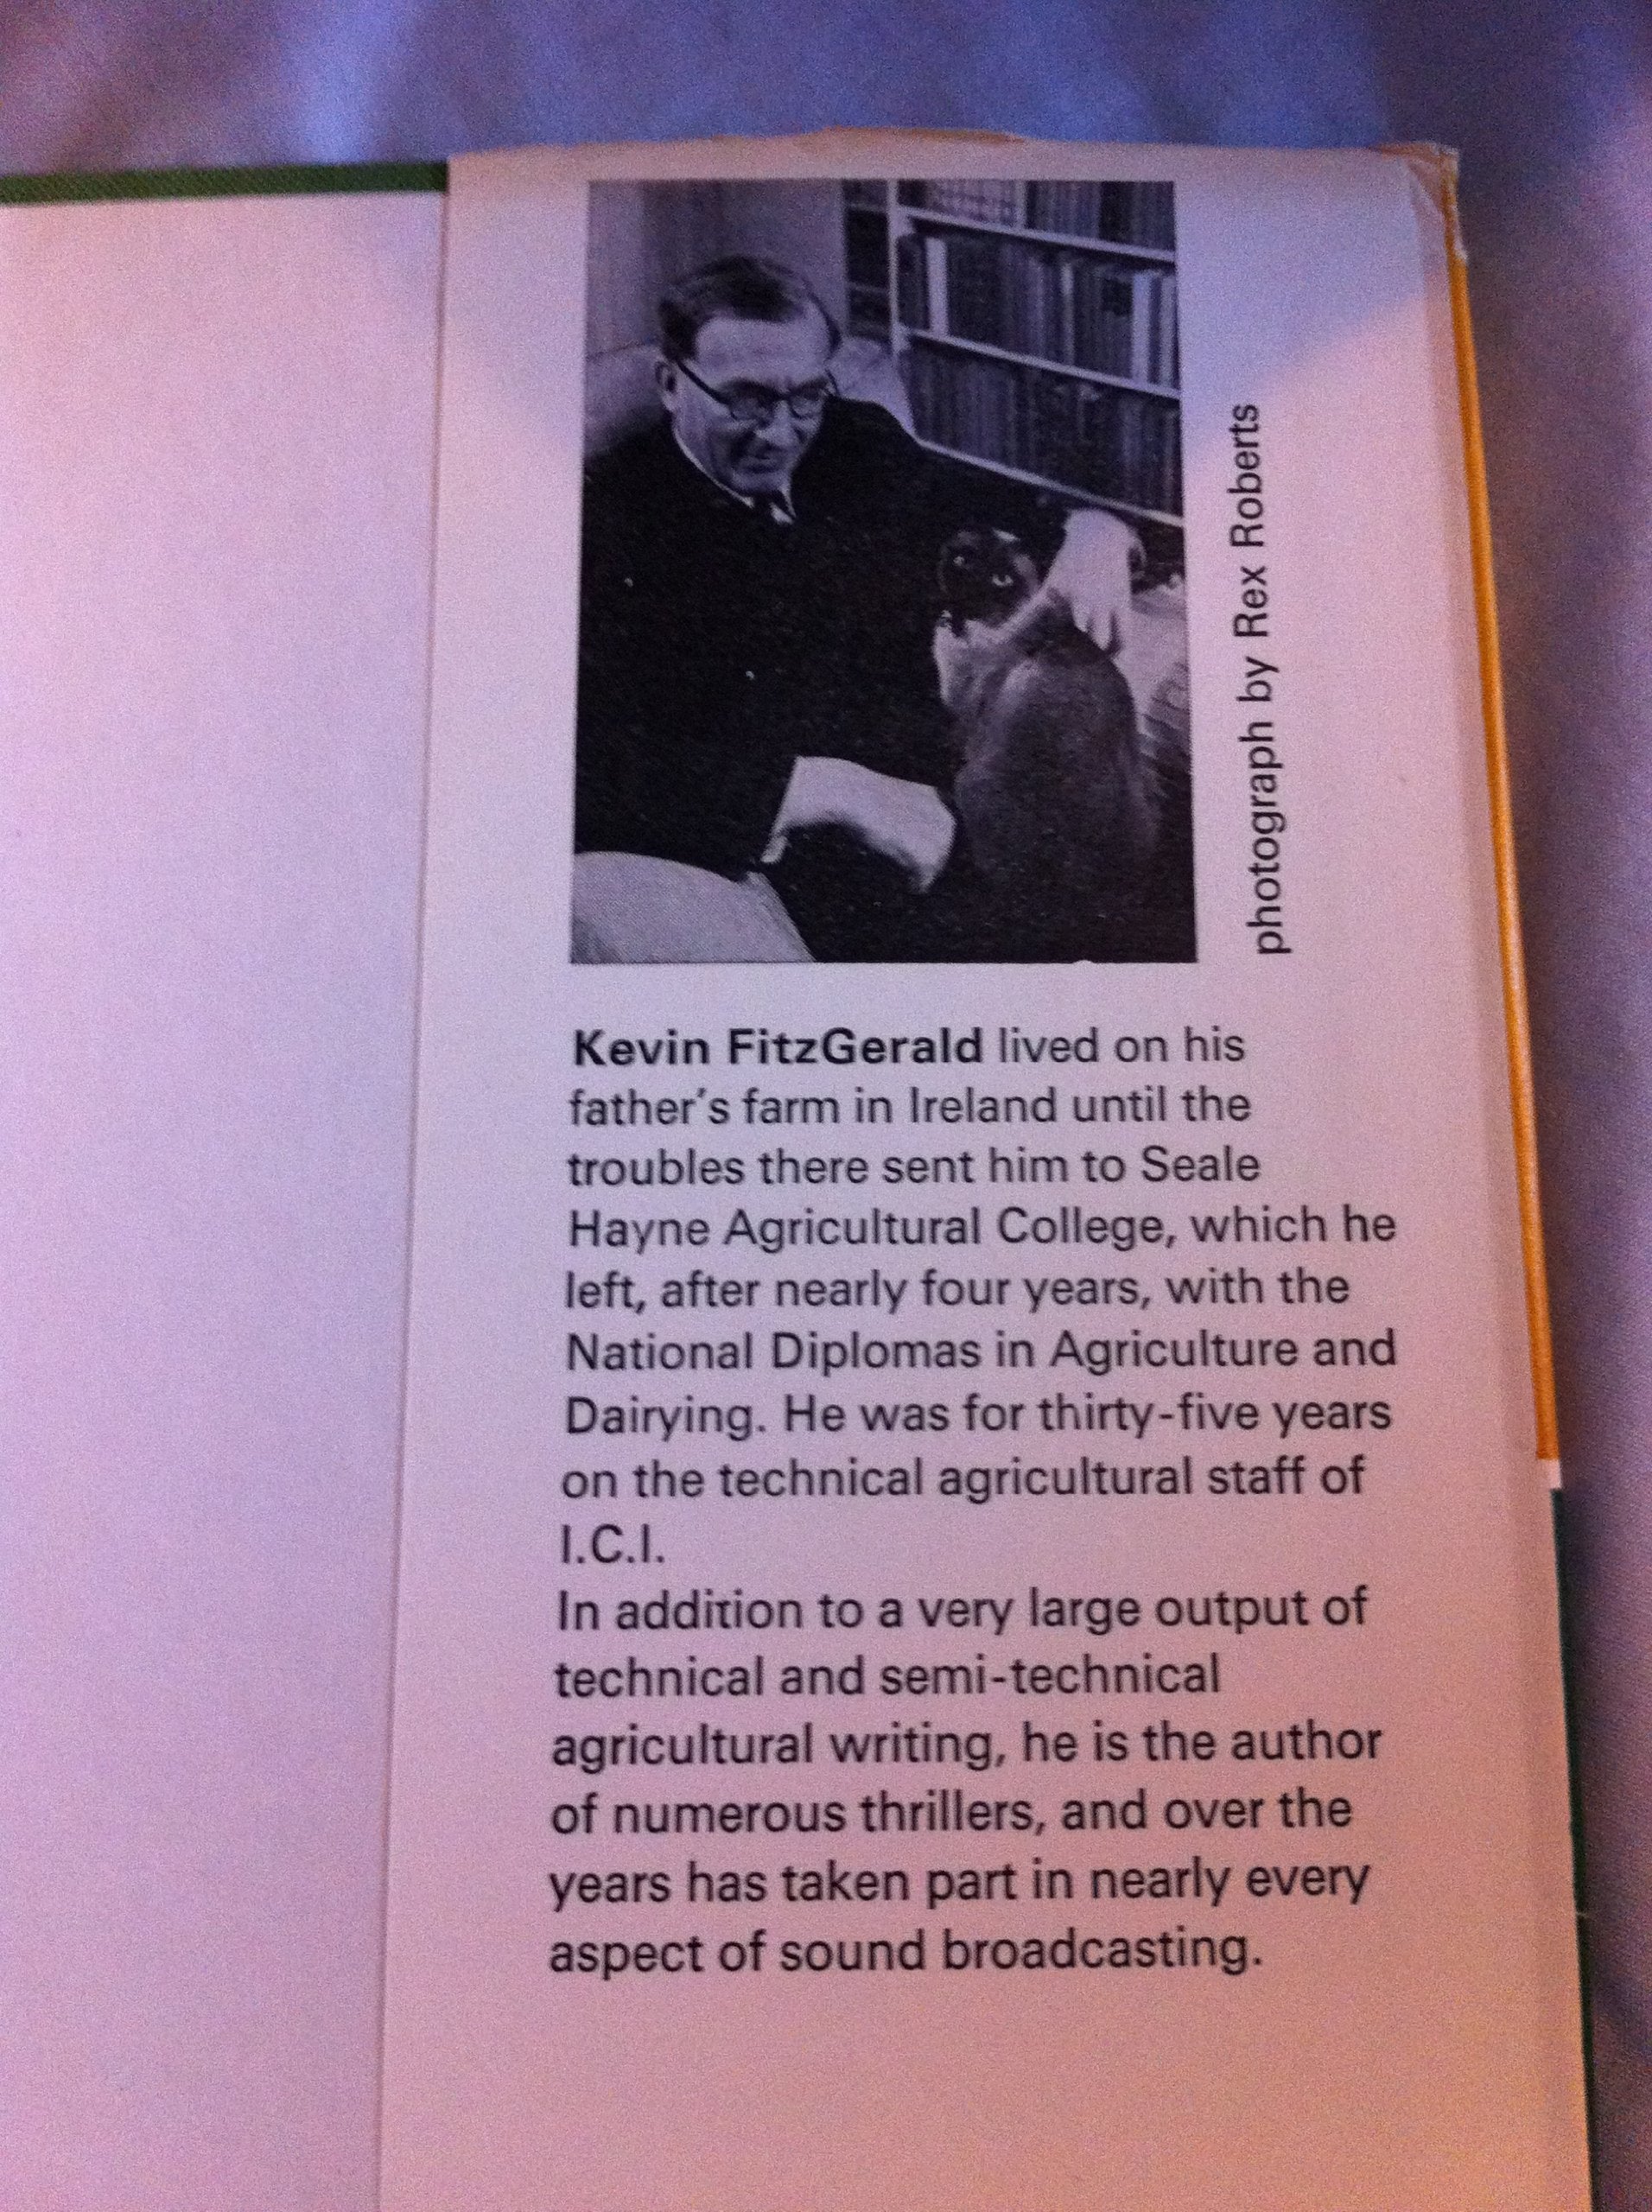 photograph by Rex Roberts
Kevin FitzGerald lived on his
father's farm in Ireland until the
troubles there sent him to Seale
Hayne Agricultural College, which he
left, after nearly four years, with the
National Diplomas in Agriculture and
Dairying. He was for thirty-five years
on the technical agricultural staff of
I.C.I.
In addition to a very large output of
technical and semi-technical
agricultural writing, he is the author
of numerous thrillers, and over the
years has taken part in nearly every
aspect of sound broadcasting.